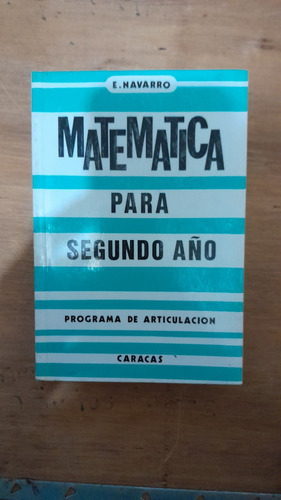 E. NAVARRO
MATEMATICA
PARA
SEGUNDO AÑO
PROGRAMA DE ARTICULACION
CARACAS